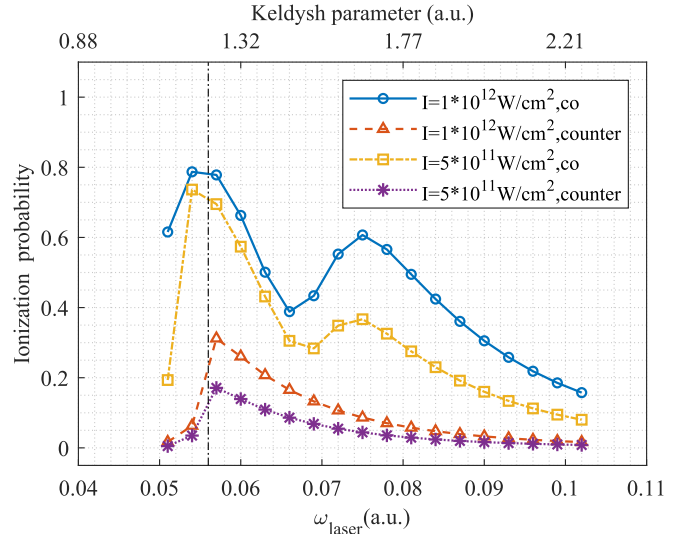 Keldysh parameter (a.u.)
0.88 1.32 1.77 2.21
1
0.8
0.6
0.4
0.2
0
Ionization probability
I=1*10^12W/cm^2,co
I=1*10^12W/cm^2,counter
I=5*10^11W/cm^2,co
I=5*10^11W/cm^2,counter
0.04 0.05 0.06 0.07 0.08 0.09 0.1 0.11
ω_laser(a.u.)